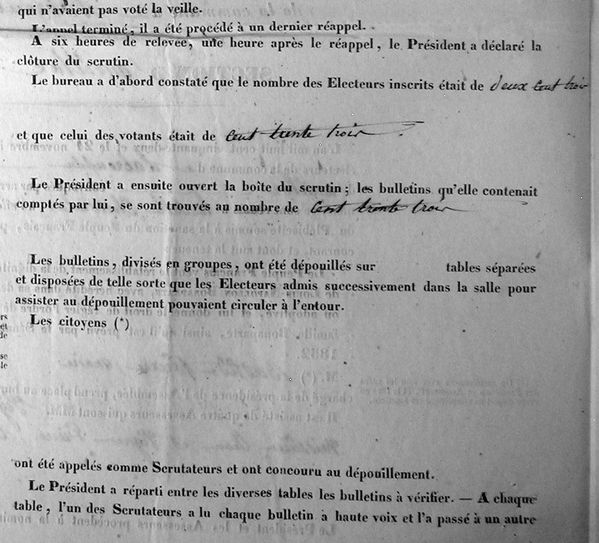 qui n'avaient pas voté la veille.
L'appel terminé, il a été procédé à un dernier réappel.
A six heures de relevée, une heure après le réappel, le Président a déclaré la
clôture du scrutin.
Le bureau a d'abord constaté que le nombre des Electeurs inscrits était de deux cent trois
et que celui des votants était de cent trente trois.
Le Président a ensuite ouvert la boîte du scrutin ; les bulletins qu'elle contenait
comptés par lui, se sont trouvés au nombre de cent trente trois
Les bulletins, divisés en groupes, ont été dépouillés sur tables séparées
et disposées de telle sorte que les Electeurs admis successivement dans la salle pour
assister au dépouillement pouvaient circuler à l'entour.
Les citoyens (*)
ont été appelés comme Scrutateurs et ont concouru au dépouillement.
Le Président a réparti entre les diverses tables les bulletins à vérifier. — A chaque
table, l'un des Scrutateurs a lu chaque bulletin a haute voix et l'a passé à un autre